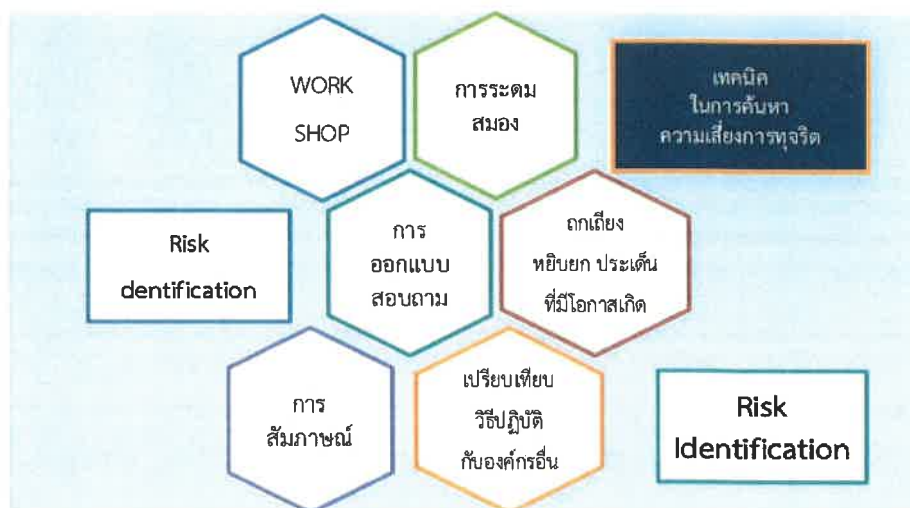 WORK
SHOP
การระดม
สมอง
เทคนิค
ในการค้นหา
ความเสี่ยงการทุจริต
Risk
dentification
การ
ออกแบบ
สอบถาม
ถกเถียง
หยิบยก ประเด็น
ที่มีโอกาสเกิด
การ
สัมภาษณ์
เปรียบเทียบ
วิธีปฏิบัติ
กับองค์กรอื่น
Risk
Identification